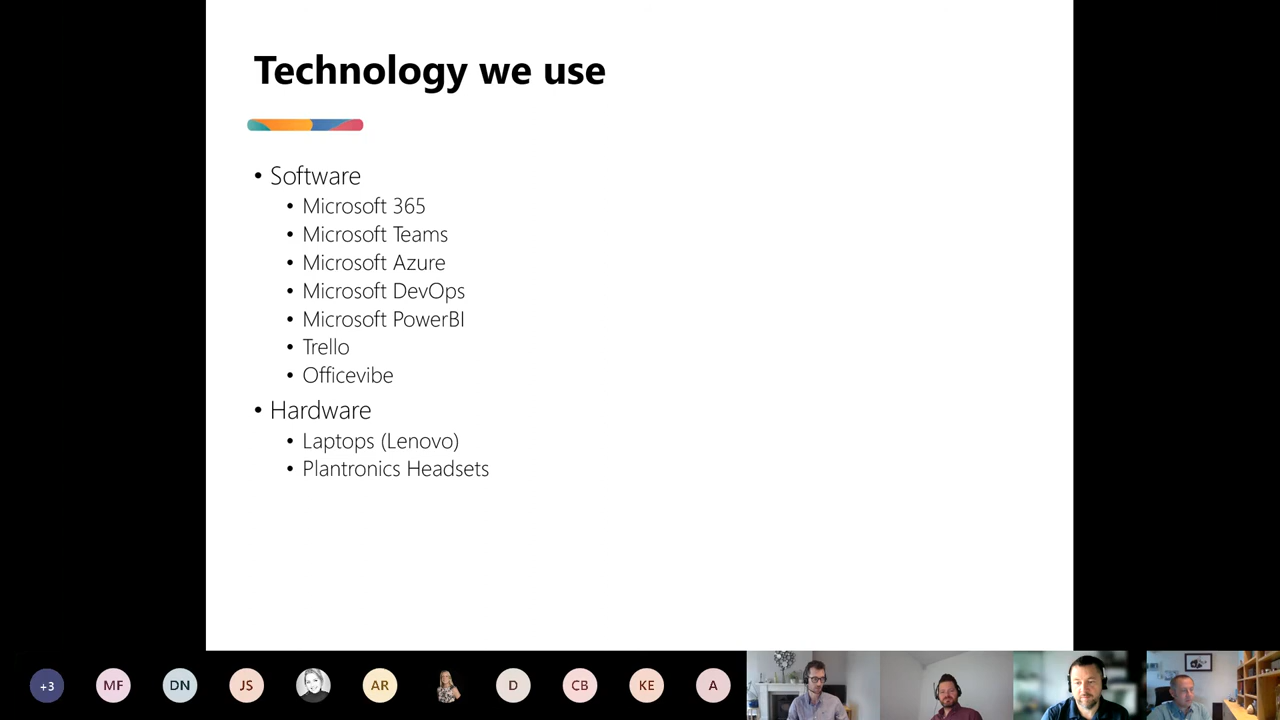 Technology we use
• Software
• Microsoft 365
• Microsoft Teams
• Microsoft Azure
• Microsoft DevOps
• Microsoft PowerBI
• Trello
• Officevibe
• Hardware
• Laptops (Lenovo)
• Plantronics Headsets
+3 MF DN JS AR D CB KE A